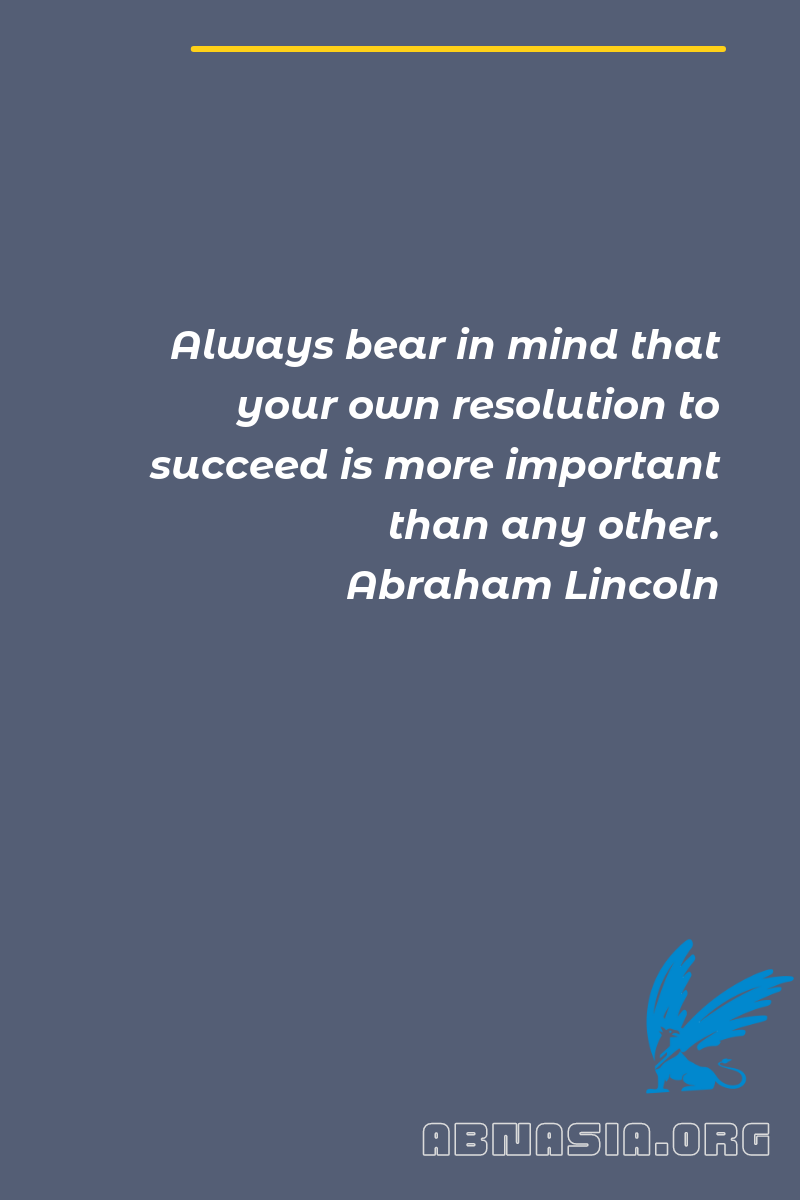 Always bear in mind that
your own resolution to
succeed is more important
than any other.
Abraham Lincoln
ABNASIA.ORG